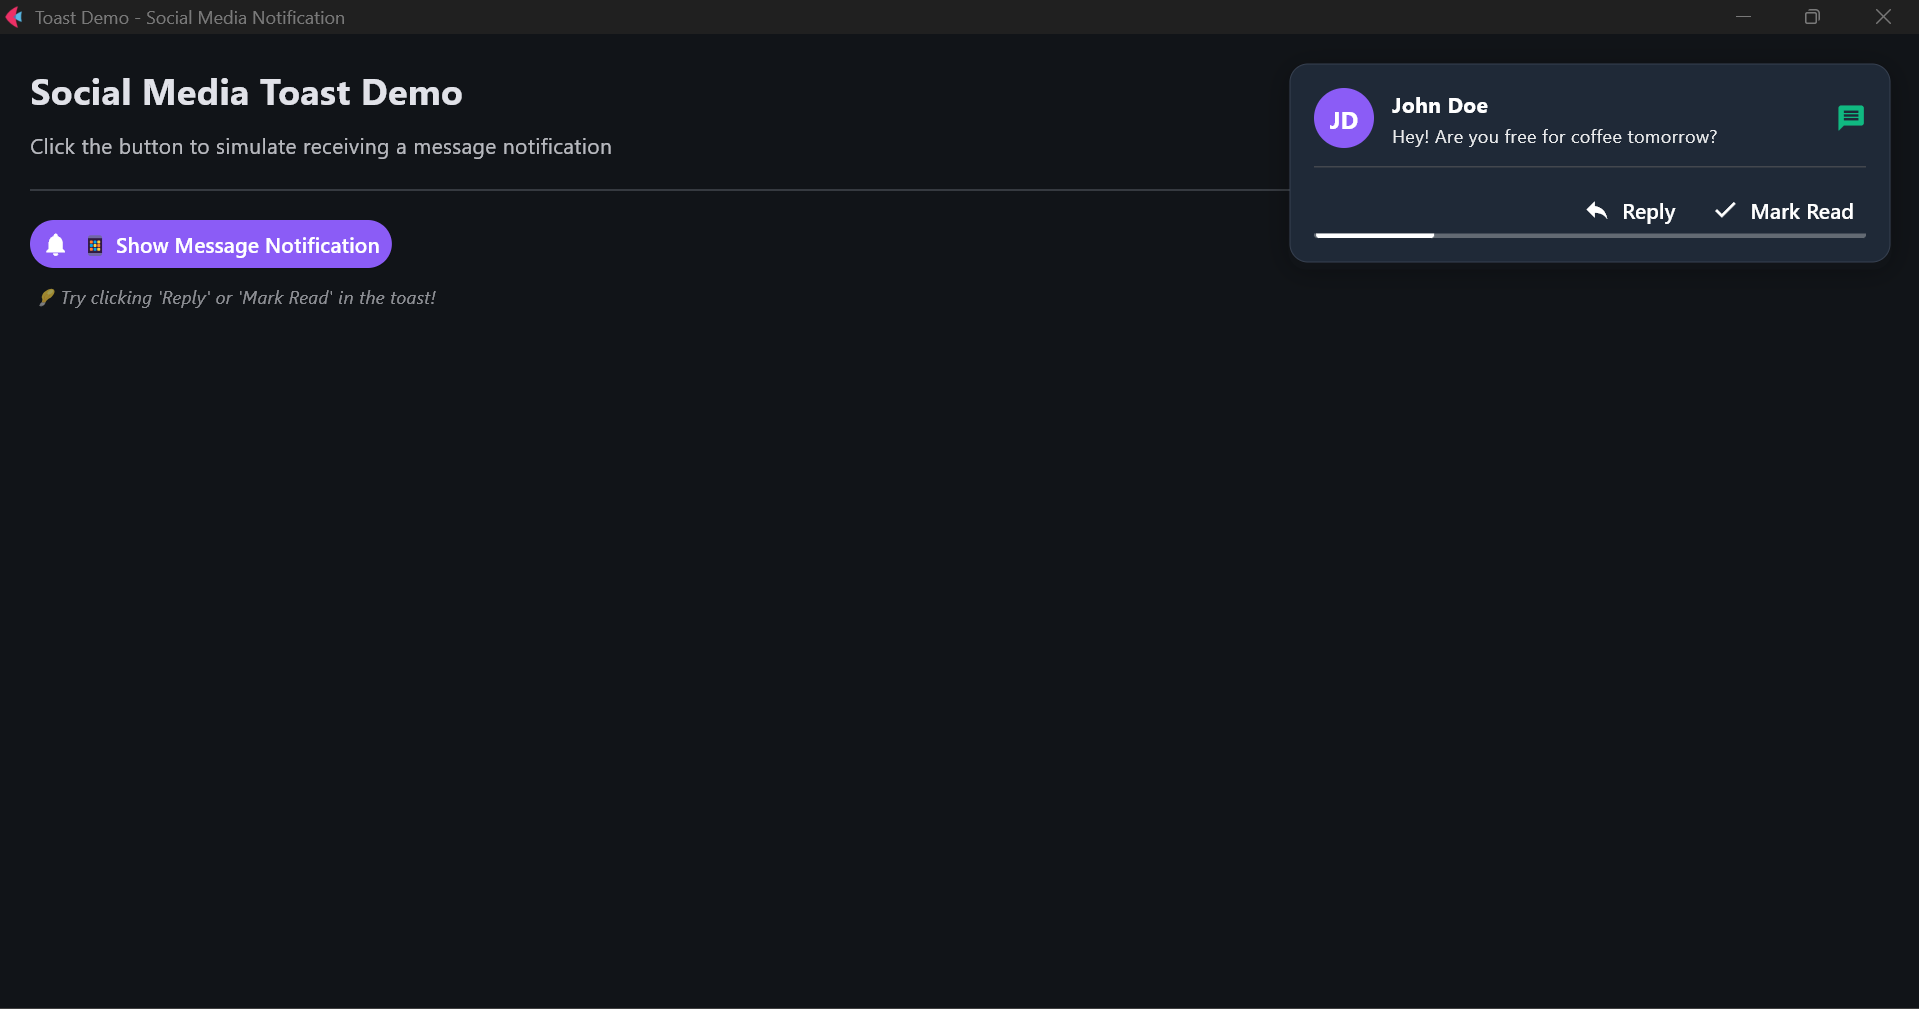 Toast Demo - Social Media Notification
Social Media Toast Demo
Click the button to simulate receiving a message notification
Show Message Notification
Try clicking 'Reply' or 'Mark Read' in the toast!
JD
John Doe
Hey! Are you free for coffee tomorrow?
Reply
Mark Read